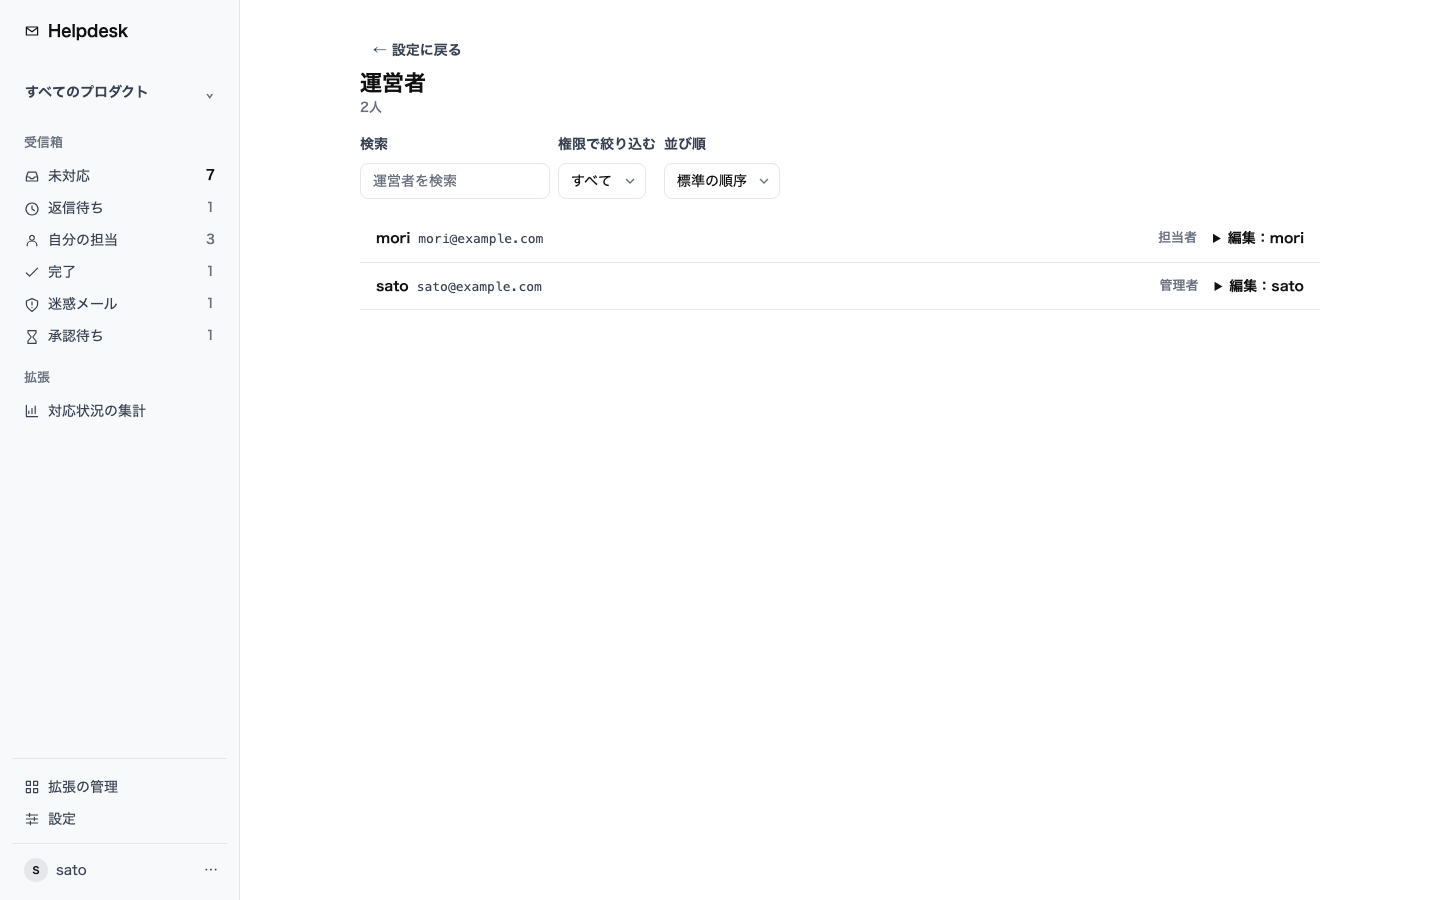 Helpdesk
すべてのプロダクト
受信箱
未対応 7
返信待ち 1
自分の担当 3
完了 1
迷惑メール 1
承認待ち 1
拡張
対応状況の集計
拡張の管理
設定
S sato ...
← 設定に戻る
運営者
2人
検索 権限で絞り込む 並び順
運営者を検索 すべて 標準の順序
mori mori@example.com 担当者 ▶ 編集：mori
sato sato@example.com 管理者 ▶ 編集：sato